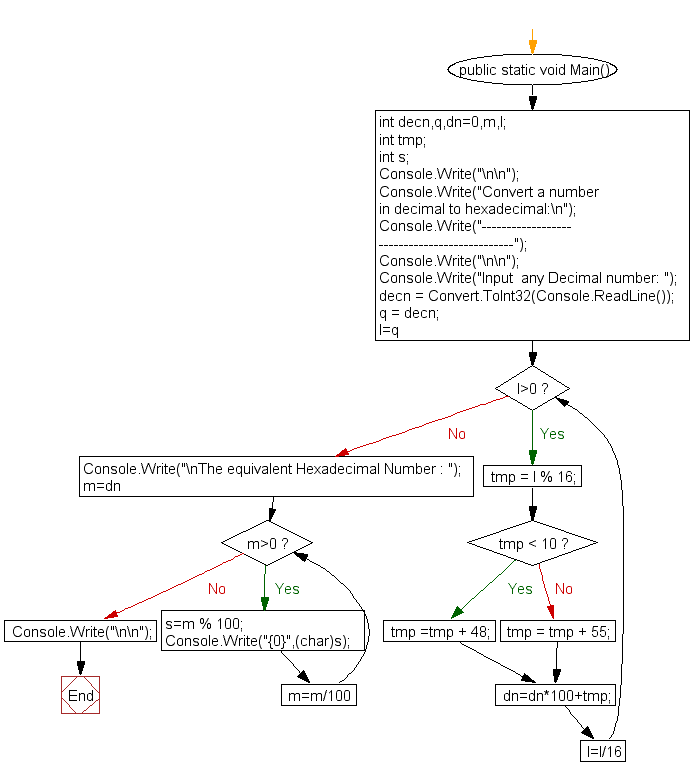 public static void Main()
int decn,q,dn=0,m,l;
int tmp;
int s;
Console.Write("\n\n");
Console.Write("Convert a number
in decimal to hexadecimal:\n");
Console.Write("------------------
---------------------------");
Console.Write("\n\n");
Console.Write("Input  any Decimal number: ");
decn = Convert.ToInt32(Console.ReadLine());
q = decn;
l=q
l>0 ?
No
Yes
Console.Write("\nThe equivalent Hexadecimal Number : ");
m=dn
tmp = l % 16;
m>0 ?
tmp < 10 ?
No
Yes
Yes
No
Console.Write("\n\n");
s=m % 100;
Console.Write("{0}",(char)s);
tmp =tmp + 48;
tmp = tmp + 55;
End
m=m/100
dn=dn*100+tmp;
l=l/16